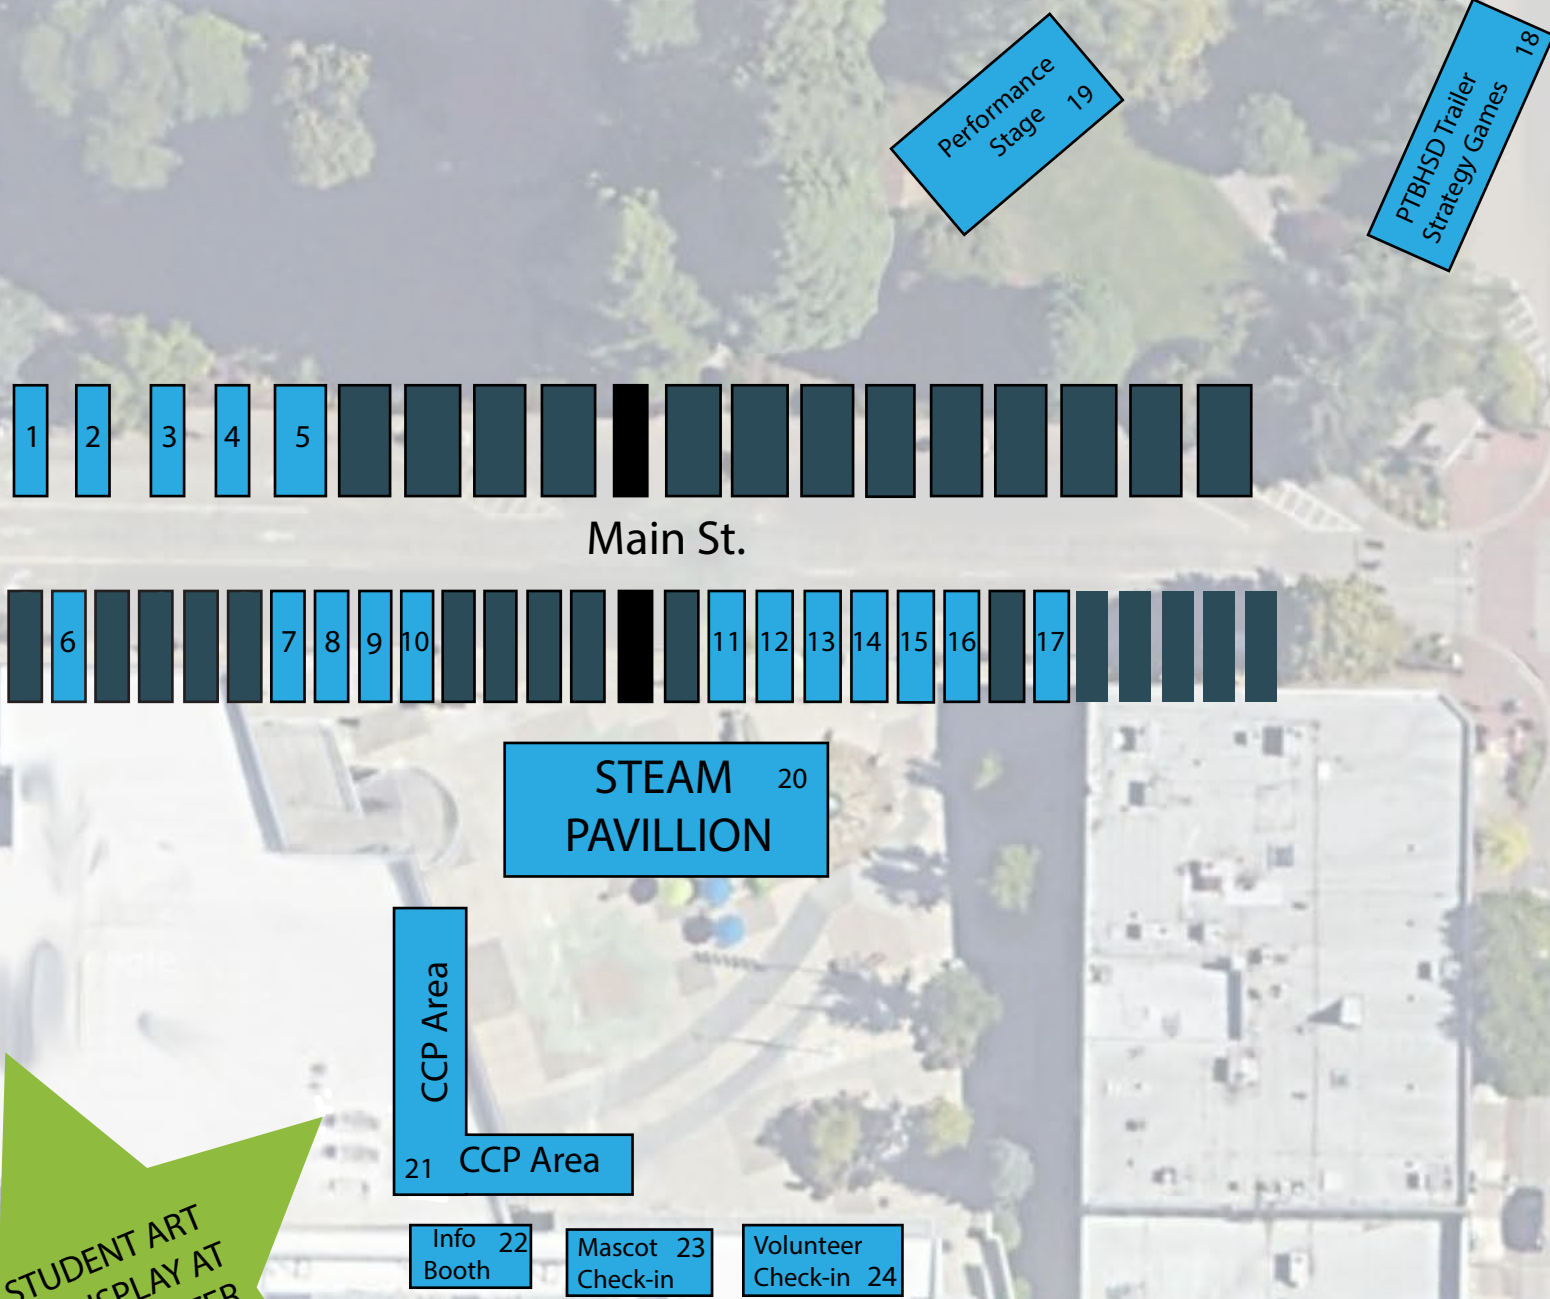 Performance
Stage 19
PTBHSD Trailer 18
Strategy Games
1 2 3 4 5
Main St.
6 7 8 9 10 11 12 13 14 15 16 17
STEAM 20
PAVILLION
CCP Area
21 CCP Area
Info 22
Booth
Mascot 23
Check-in
Volunteer
Check-in 24
STUDENT ART
AT